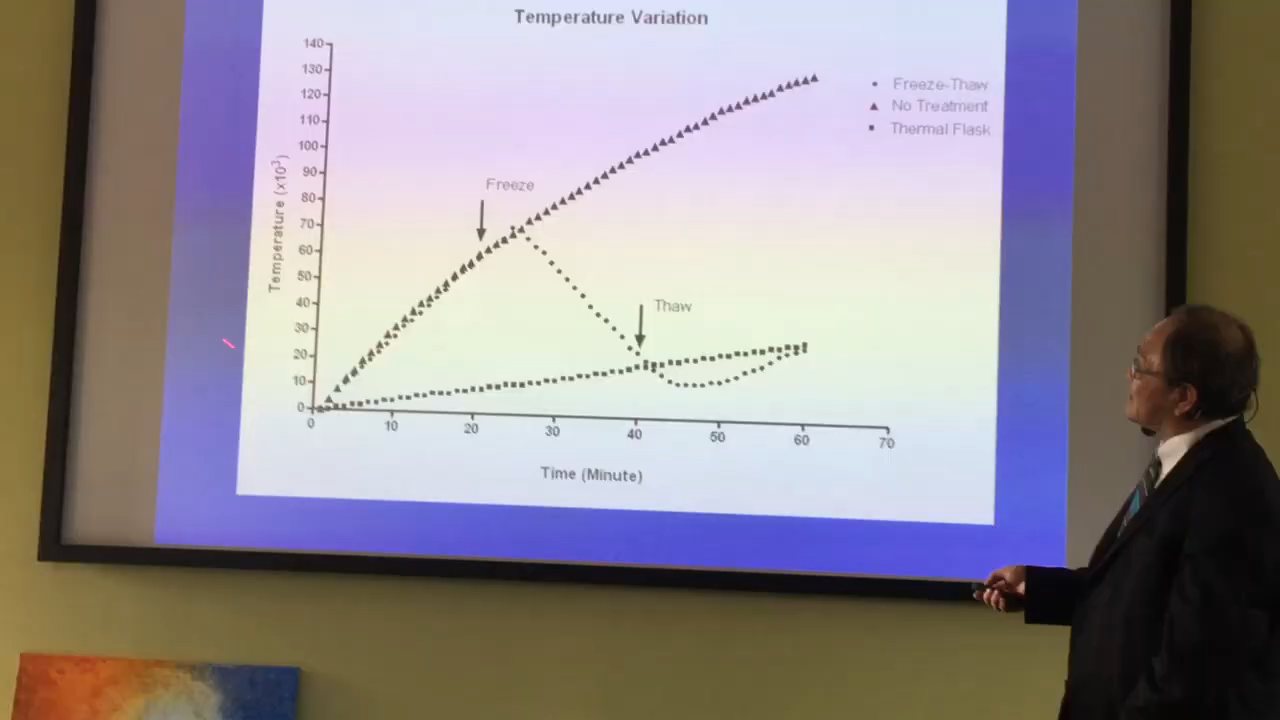 Temperature Variation
140
130
120
110
100
90
80
70
60
50
40
30
20
10
0
Temperature (x10³)
Freeze-Thaw
No Treatment
Thermal Flask
Freeze
Thaw
0
10
20
30
40
50
60
70
Time (Minute)